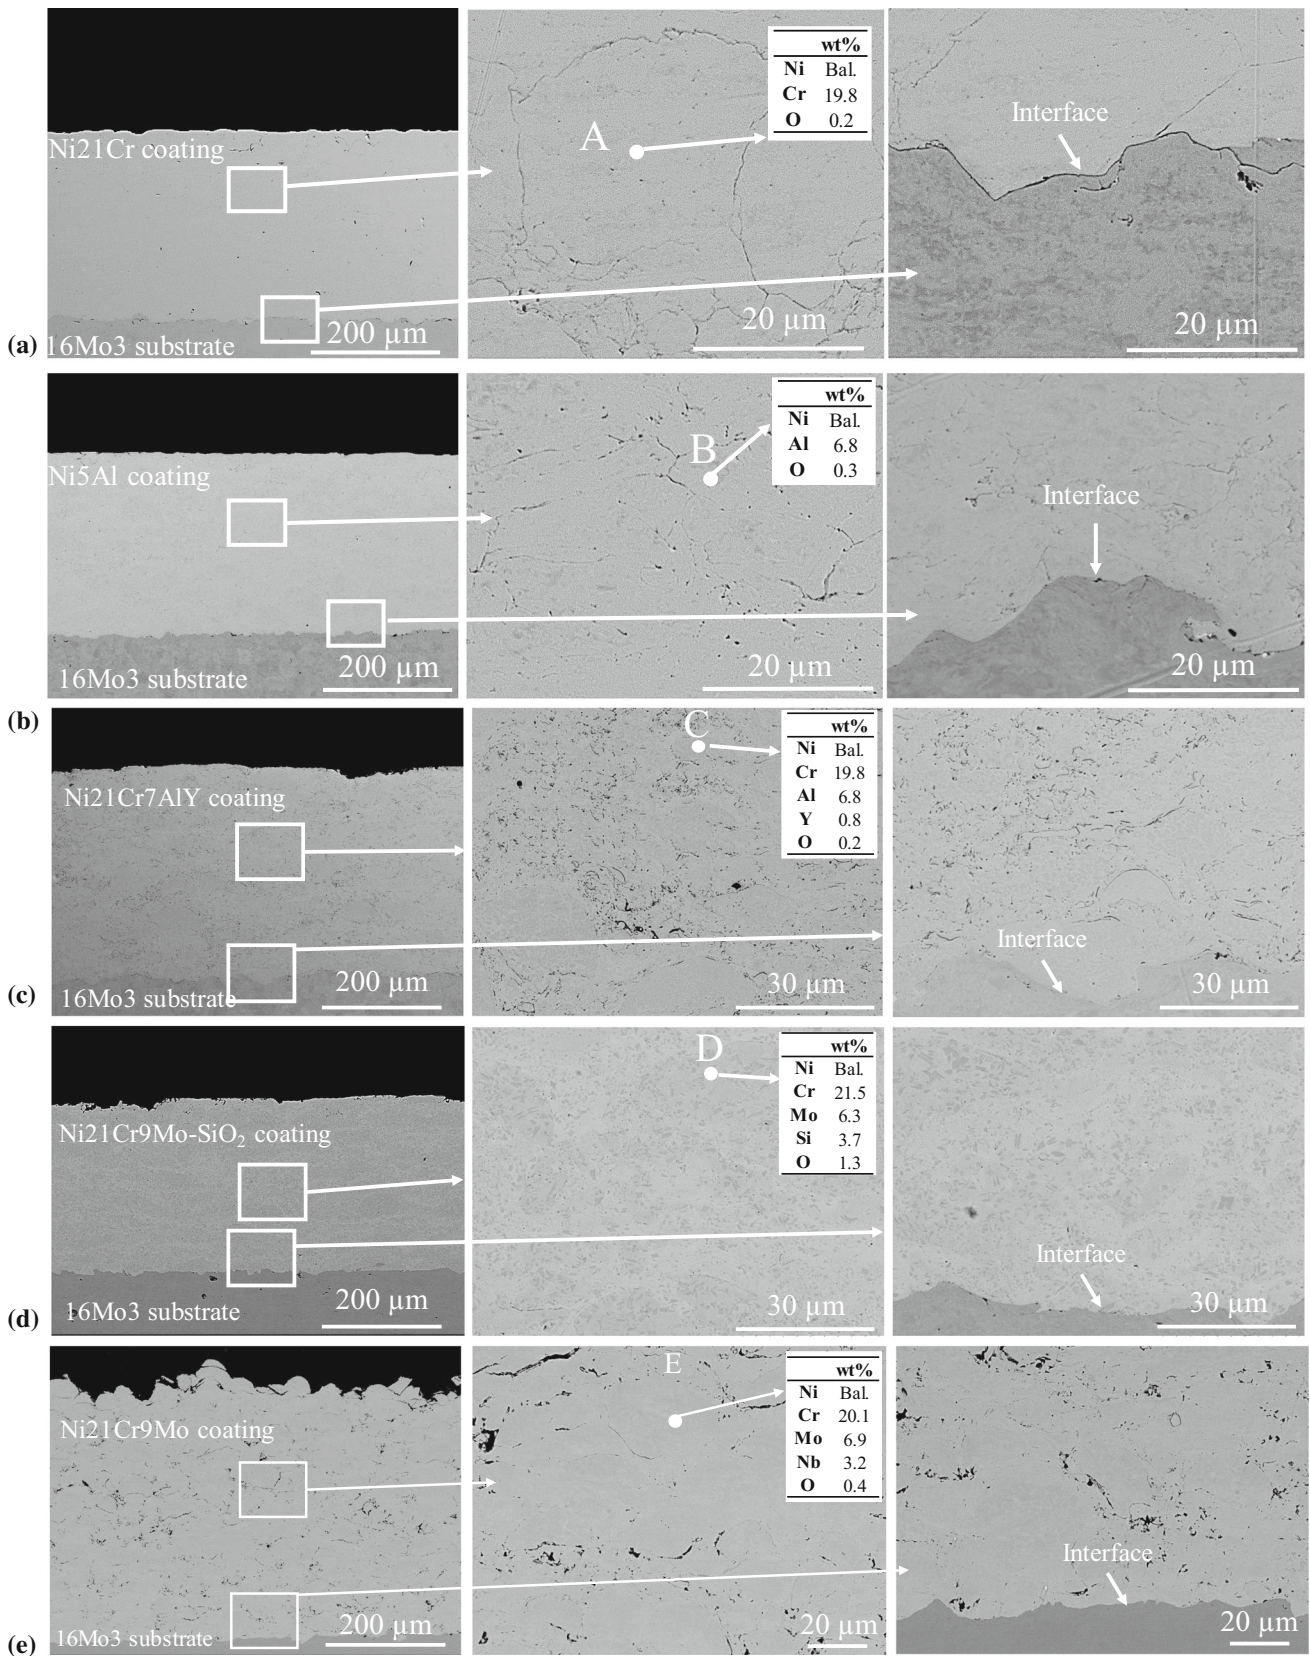 wt%
Ni Bal.
Cr 19.8
O 0.2
A
Interface
Ni21Cr coating
20 µm
20 µm
200 µm
(a)
16Mo3 substrate
wt%
Ni Bal.
Al 6.8
O 0.3
B
Interface
Ni5Al coating
20 µm
20 µm
200 µm
16Mo3 substrate
(b)
C
wt%
Ni Bal.
Cr 19.8
Al 6.8
Y 0.8
O 0.2
Ni21Cr7AlY coating
Interface
200 µm
30 µm
30 µm
(c)
16Mo3 substrate
D
wt%
Ni Bal.
Cr 21.5
Mo 6.3
Si 3.7
O 1.3
Ni21Cr9Mo-SiO₂ coating
Interface
200 µm
30 µm
30 µm
(d)
16Mo3 substrate
E
wt%
Ni Bal.
Cr 20.1
Mo 6.9
Nb 3.2
O 0.4
Ni21Cr9Mo coating
Interface
200 µm
20 µm
20 µm
(e)
16Mo3 substrate